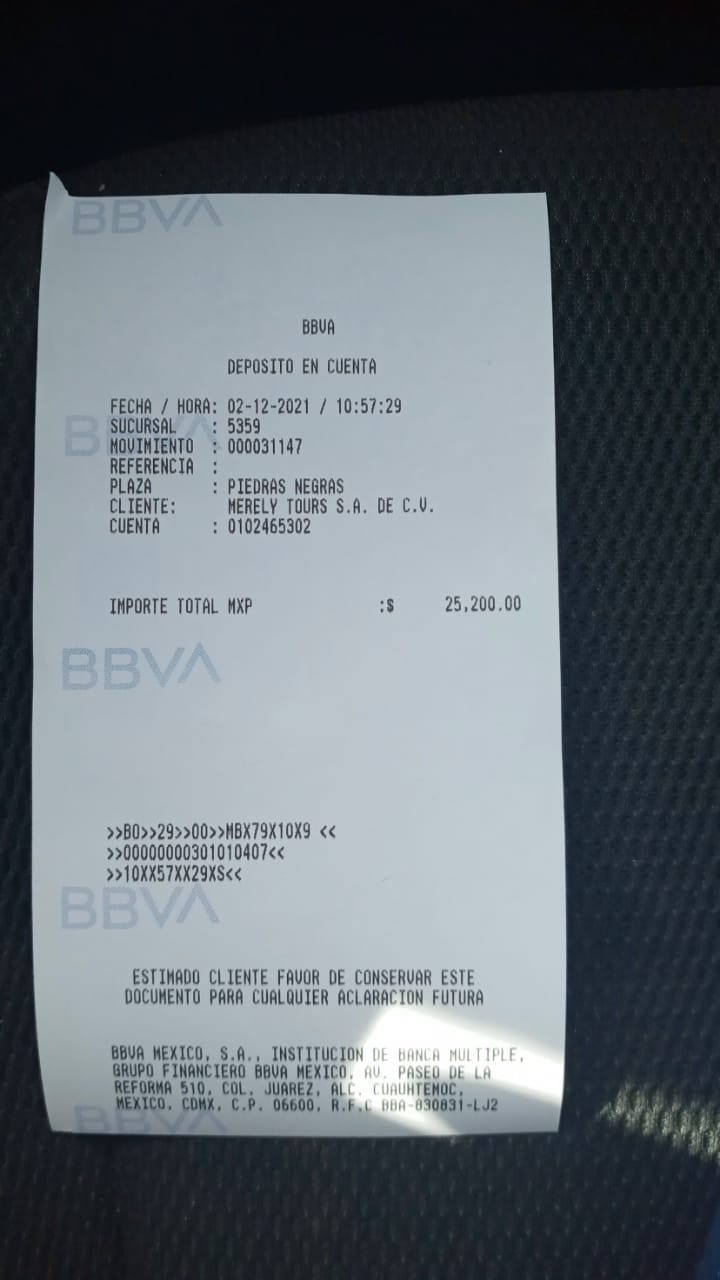 BBVA
BBVA
DEPOSITO EN CUENTA
FECHA / HORA: 02-12-2021 / 10:57:29
SUCURSAL : 5359
BBVA
MOVIMIENTO : 000031147
REFERENCIA :
PLAZA : PIEDRAS NEGRAS
CLIENTE: MERELY TOURS S.A. DE C.V.
CUENTA : 0102465302
IMPORTE TOTAL MXP :$ 25,200.00
BBVA
>>BO>>29>>00>>MBX79X10X9 <<
>>00000000301010407<<
>>10XX57XX29XS<<
BBVA
ESTIMADO CLIENTE FAVOR DE CONSERVAR ESTE
DOCUMENTO PARA CUALQUIER ACLARACION FUTURA
BBVA MEXICO, S.A., INSTITUCION DE BANCA MULTIPLE,
GRUPO FINANCIERO BBVA MEXICO, AV. PASEO DE LA
REFORMA 510, COL. JUAREZ, ALC. CUAUHTEMOC,
MEXICO, CDMX, C.P. 06600, R.F.C BBA-830831-LJ2
BBVA